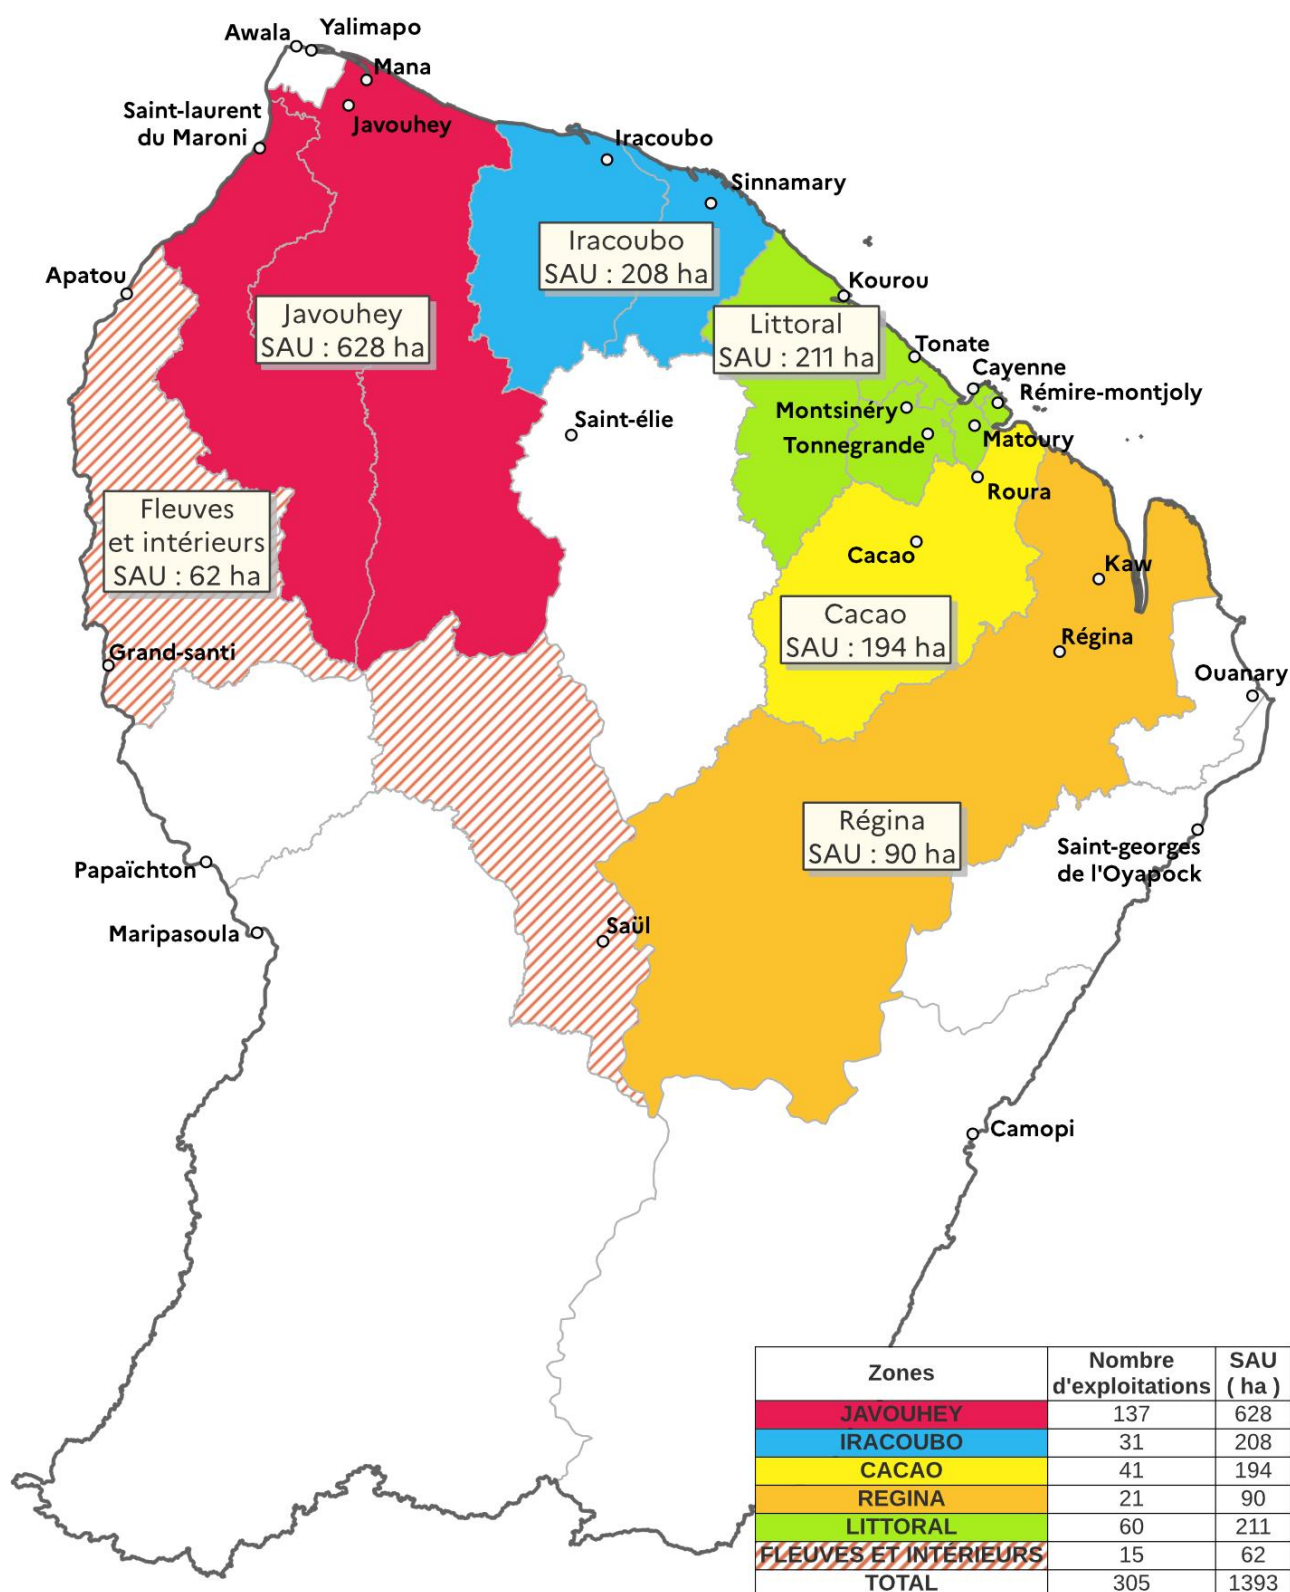 Awala
Yalimapo
Mana
Saint-laurent
du Maroni
Javouhey
Iracoubo
Sinnamary
Iracoubo
SAU : 208 ha
Apatou
Kourou
Javouhey
SAU : 628 ha
Littoral
SAU : 211 ha
Tonate
Cayenne
Rémire-montjoly
Montsinéry
Saint-élie
Tonnegrande
Matoury
Roura
Fleuves
et intérieurs
SAU : 62 ha
Cacao
Kaw
Cacao
SAU : 194 ha
Régina
Grand-santi
Ouanary
Régina
SAU : 90 ha
Saint-georges
de l'Oyapock
Papaïchton
Saül
Maripasoula
Camopi
Zones Nombre d'exploitations SAU ( ha )
JAVOUHEY 137 628
IRACOUBO 31 208
CACAO 41 194
REGINA 21 90
LITTORAL 60 211
FLEUVES ET INTÉRIEURS 15 62
TOTAL 305 1393